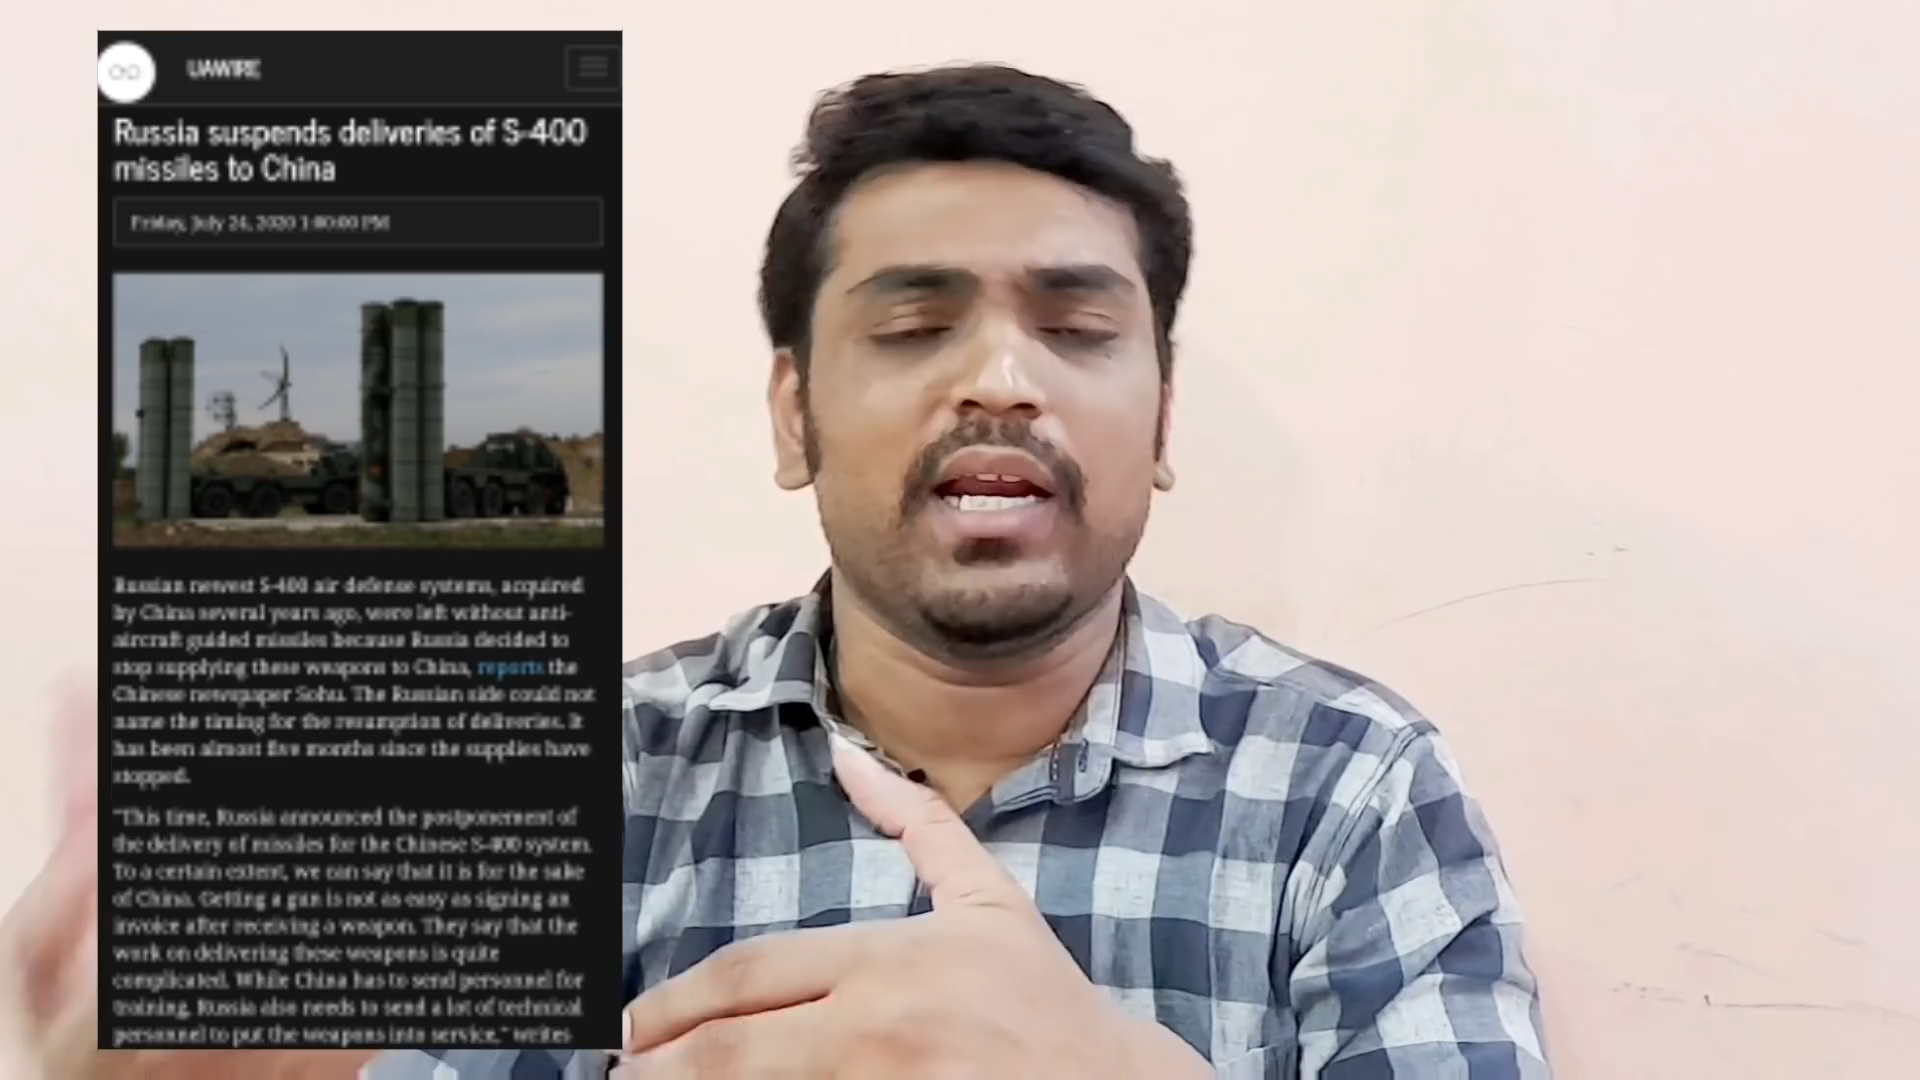 UAWIRE
Russia suspends deliveries of S-400
missiles to China
Friday, July 24, 2020 1:00:00 PM
Russian newest S-400 air defense systems, acquired
by China several years ago, were left without anti-
aircraft guided missiles because Russia decided to
stop supplying these weapons to China, reports the
Chinese newspaper Sohu. The Russian side could not
name the timing for the resumption of deliveries. It
has been almost five months since the supplies have
stopped.
"This time, Russia announced the postponement of
the delivery of missiles for the Chinese S-400 system.
To a certain extent, we can say that it is for the sake
of China. Getting a gun is not as easy as signing an
invoice after receiving a weapon. They say that the
work on delivering these weapons is quite
complicated. While China has to send personnel for
training, Russia also needs to send a lot of technical
personnel to put the weapons into service," writes